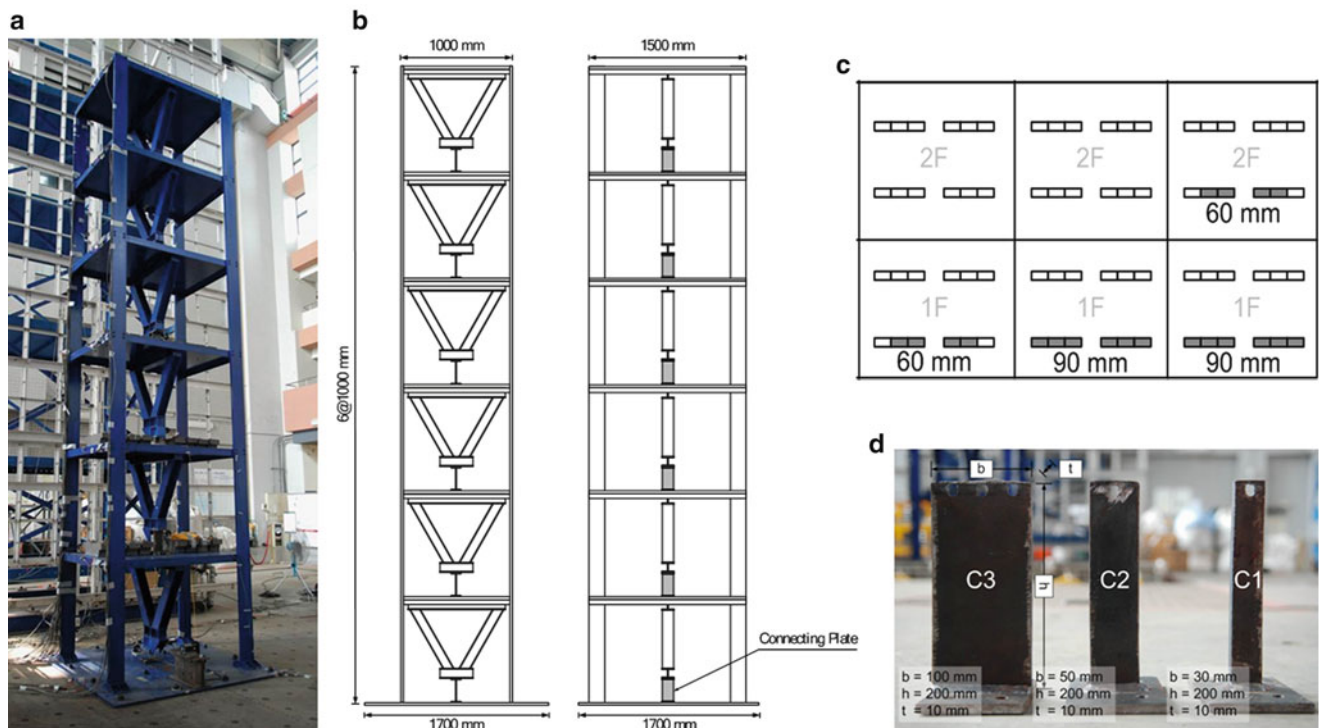 a
b
1000 mm
1500 mm
6@1000 mm
Connecting Plate
1700 mm
1700 mm
c
2F
2F
2F
60 mm
1F
1F
1F
60 mm
90 mm
90 mm
d
b
t
h
C3
C2
C1
b = 100 mm
h = 200 mm
t = 10 mm
b = 50 mm
h = 200 mm
t = 10 mm
b = 30 mm
h = 200 mm
t = 10 mm